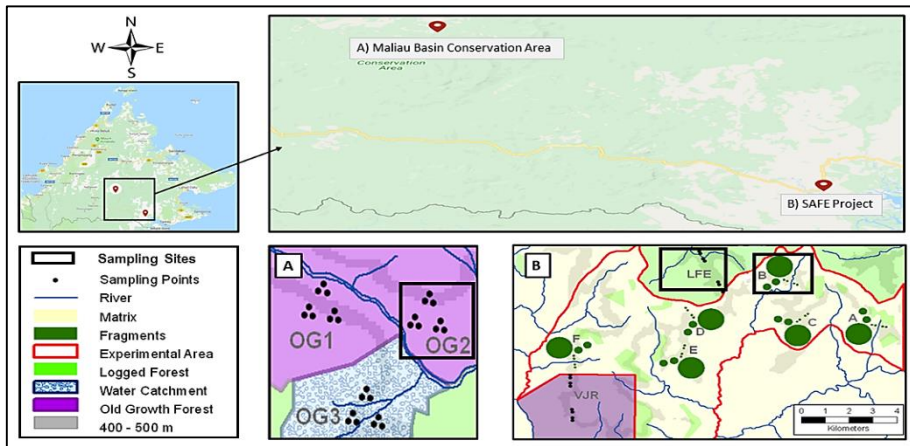 N
W E
S
A) Maliau Basin Conservation Area
Conservation
Area
B) SAFE Project
Sampling Sites
Sampling Points
River
Matrix
Fragments
Experimental Area
Logged Forest
Water Catchment
Old Growth Forest
400 - 500 m
A
OG1
OG2
OG3
B
LFE
B
A
C
D
E
F
VJR
0 1 2 3 4
Kilometers